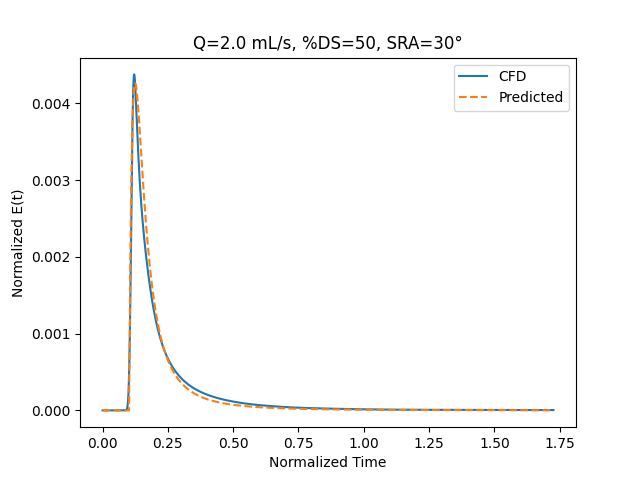 Q=2.0 mL/s, %DS=50, SRA=30°
CFD
Predicted
Normalized E(t)
0.004
0.003
0.002
0.001
0.000
0.00 0.25 0.50 0.75 1.00 1.25 1.50 1.75
Normalized Time